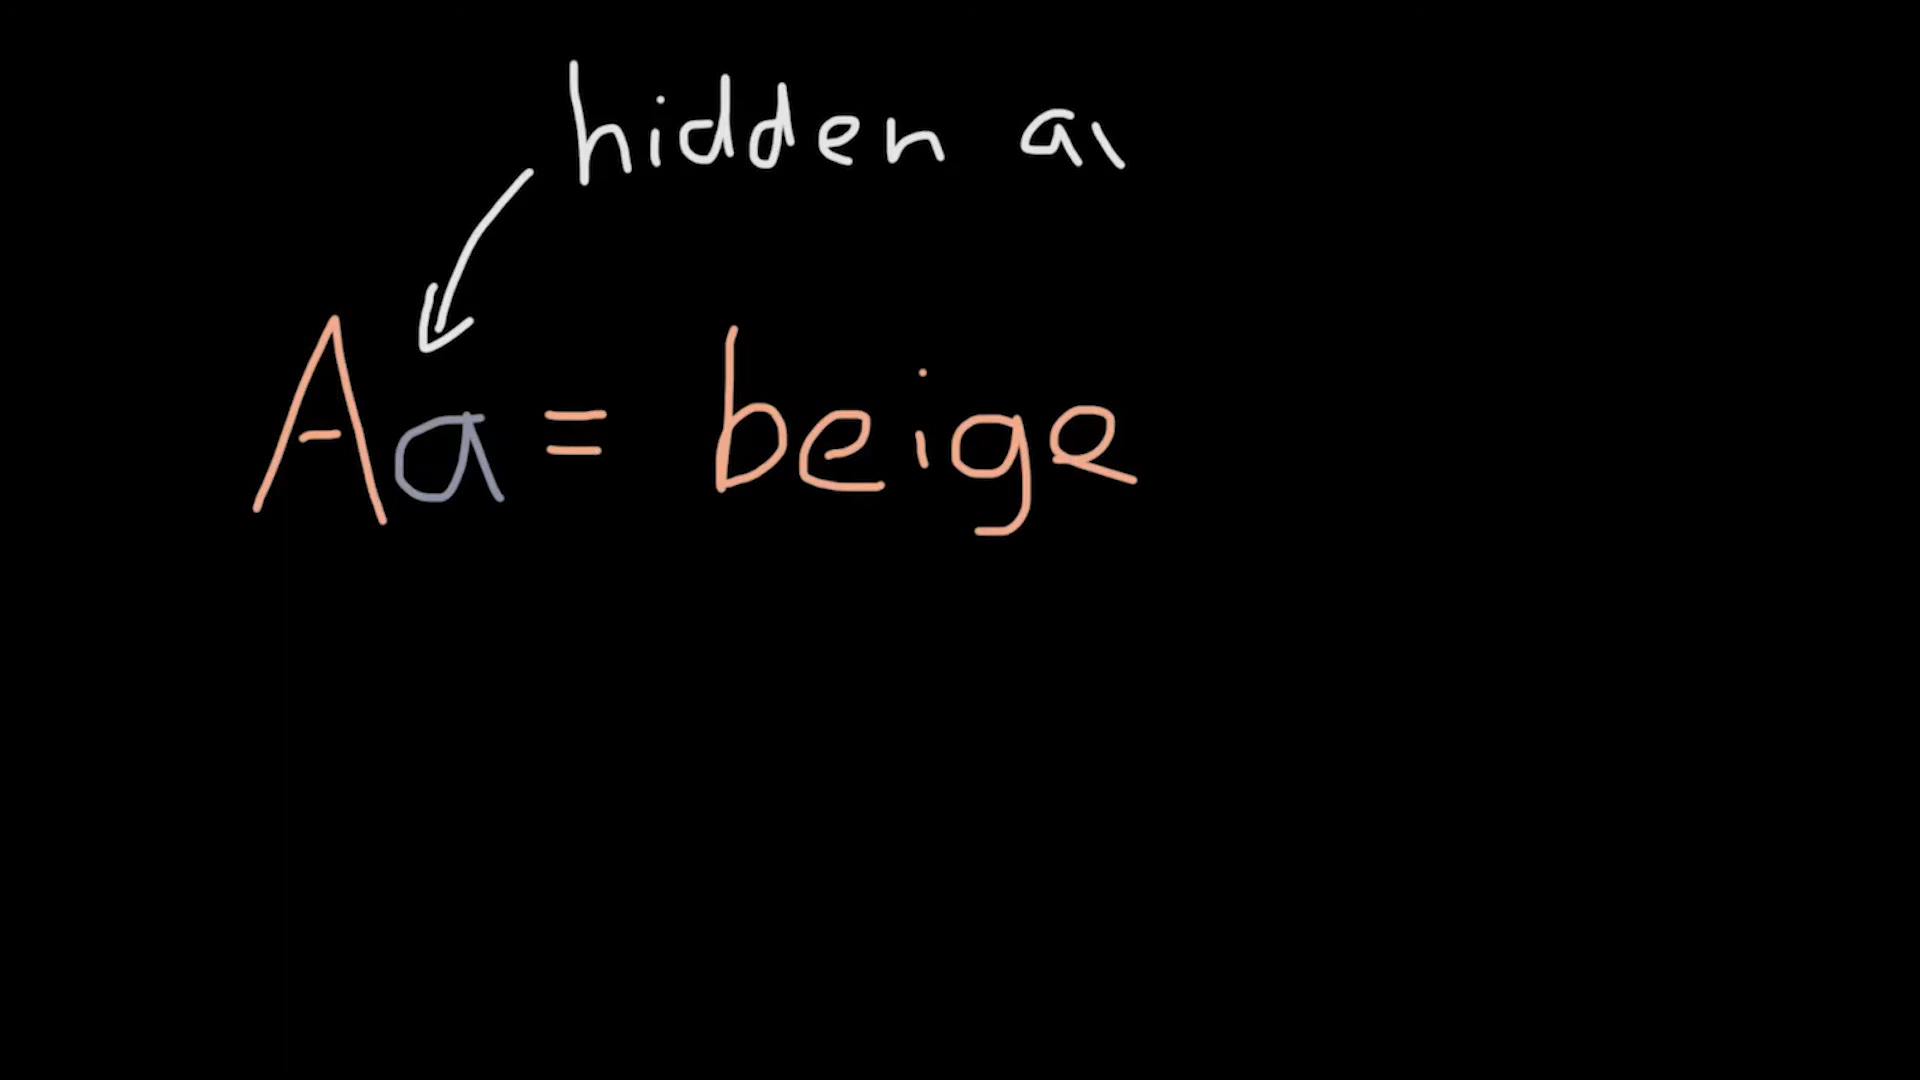 hidden
Aa = beige